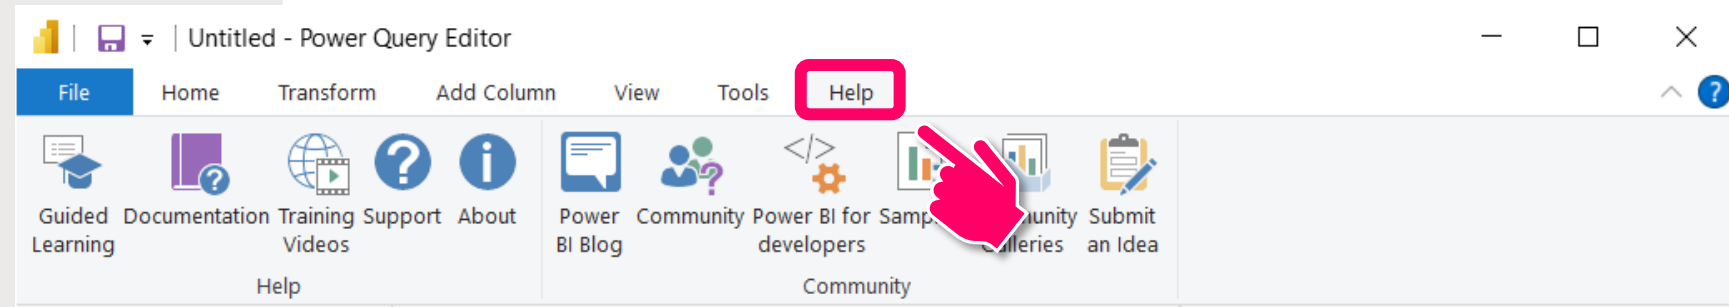 Untitled - Power Query Editor
File Home Transform Add Column View Tools Help
Guided Learning
Documentation
Training Videos
Support
About
Power BI Blog
Community
Power BI for developers
Submit an Idea
Help
Community